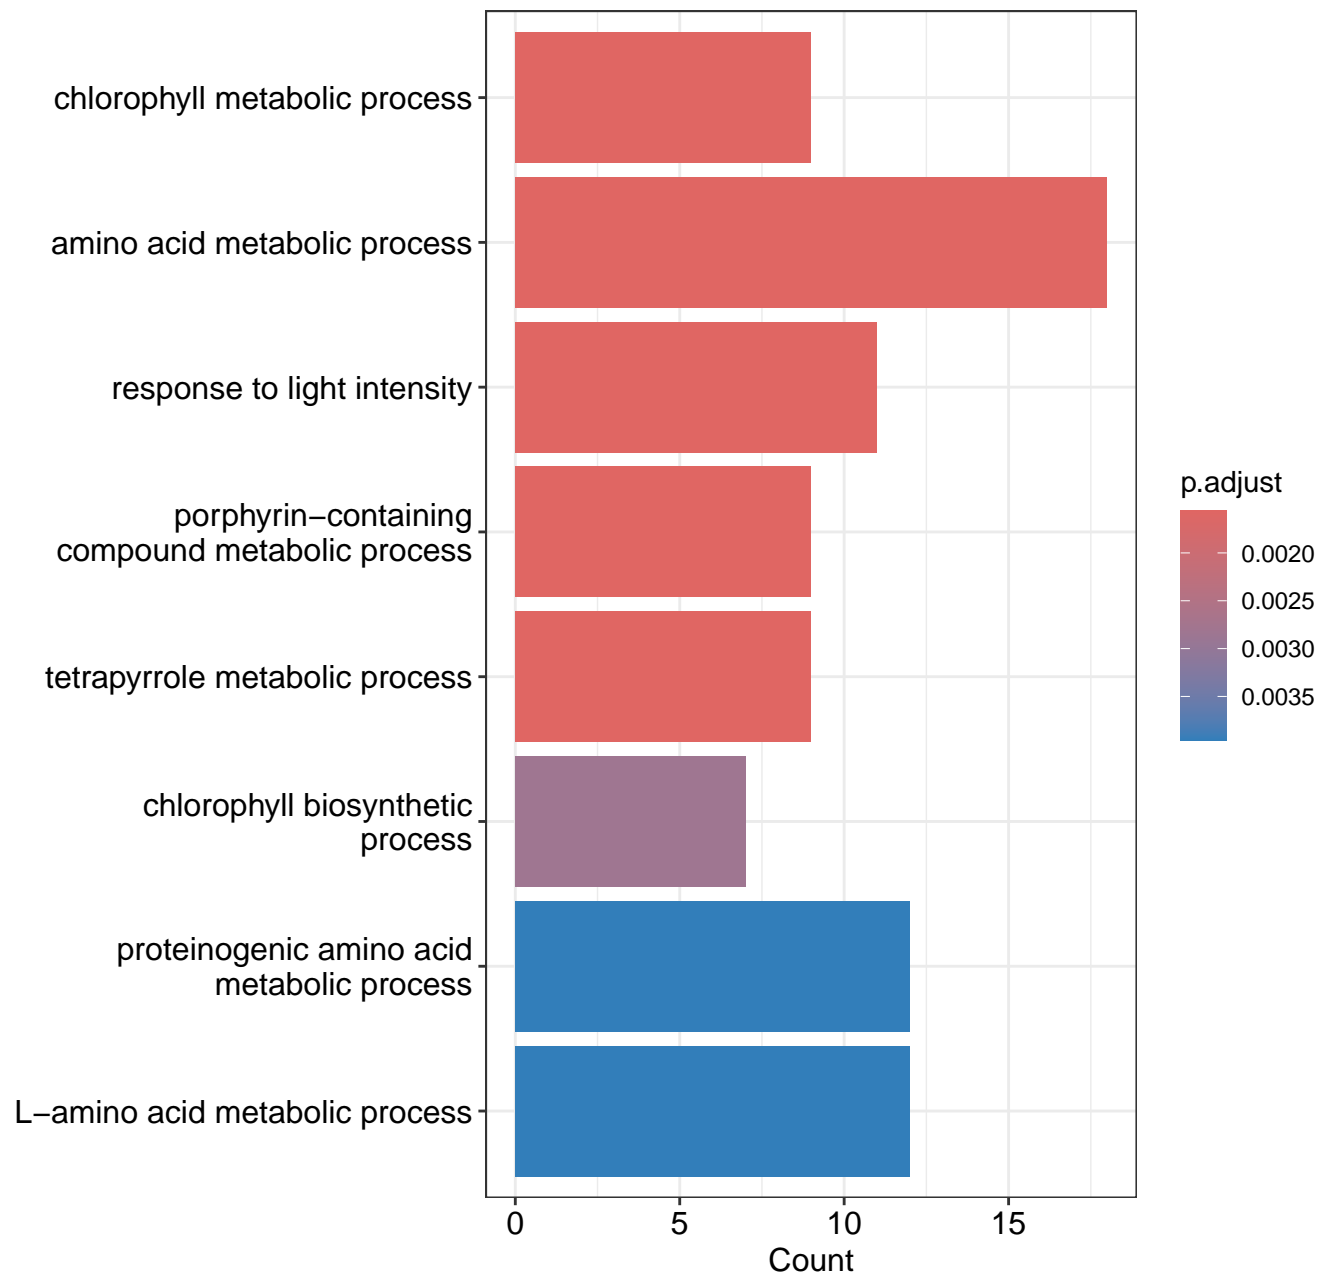 chlorophyll metabolic process
amino acid metabolic process
response to light intensity
porphyrin−containing
compound metabolic process
tetrapyrrole metabolic process
chlorophyll biosynthetic
process
proteinogenic amino acid
metabolic process
L−amino acid metabolic process
0 5 10 15
Count
p.adjust
0.0020
0.0025
0.0030
0.0035